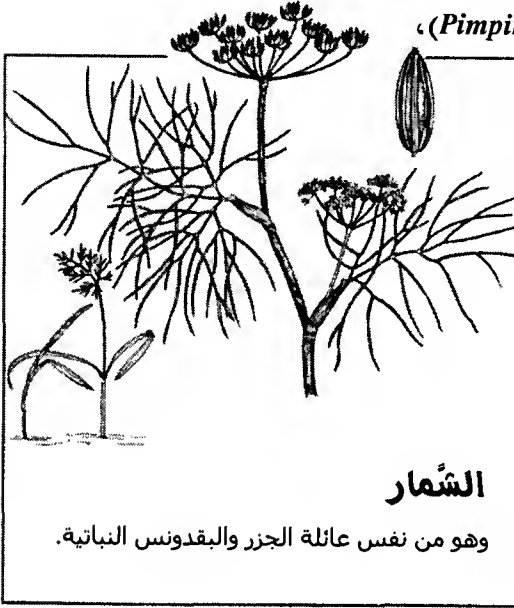 (Pimpi
الشَّمار
وهو من نفس عائلة الجزر والبقدونس النباتية.